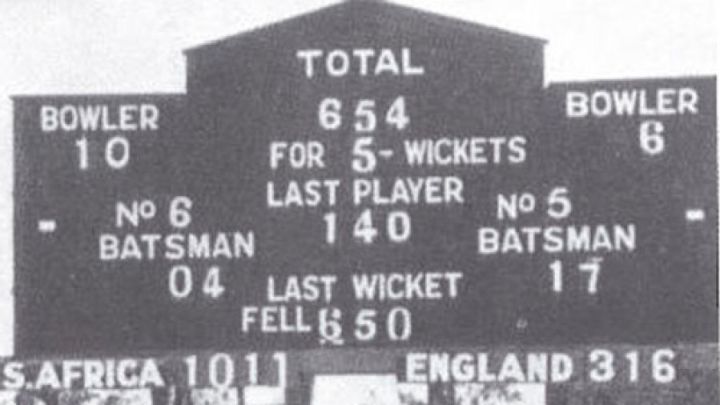 TOTAL
BOWLER 654 BOWLER
10 FOR 5- WICKETS 6
LAST PLAYER
No 6 140 No 5
BATSMAN BATSMAN
04 LAST WICKET 17
FELL 650
S.AFRICA 1011 ENGLAND 316